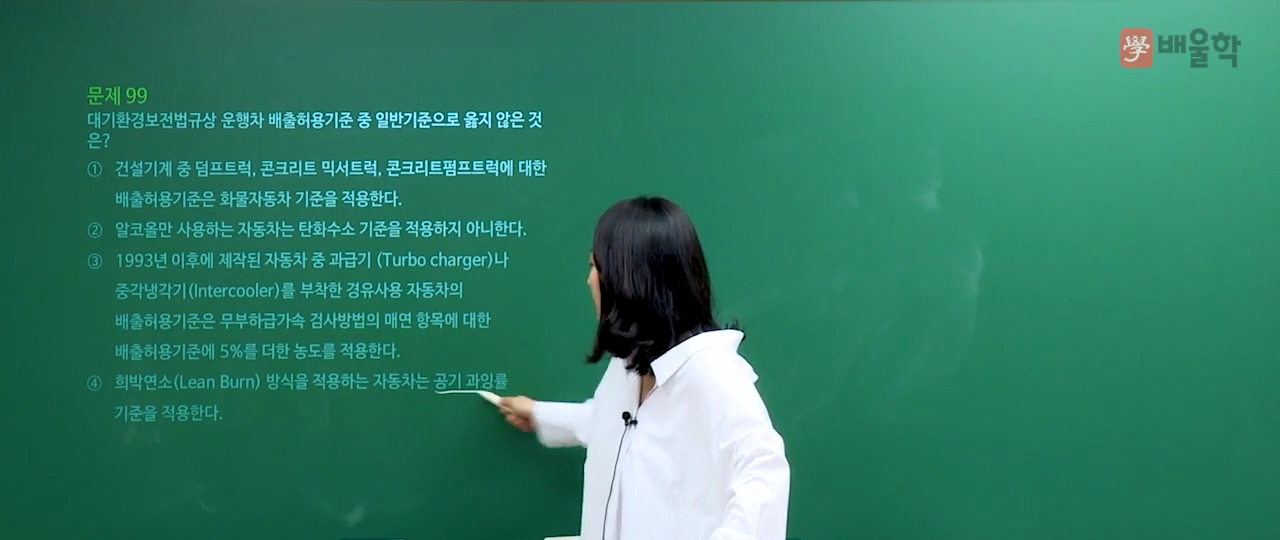 學 배울학
문제 99
대기환경보전법규상 운행차 배출허용기준 중 일반기준으로 옳지 않은 것
은?
① 건설기계 중 덤프트럭, 콘크리트 믹서트럭, 콘크리트펌프트럭에 대한
배출허용기준은 화물자동차 기준을 적용한다.
② 알코올만 사용하는 자동차는 탄화수소 기준을 적용하지 아니한다.
③ 1993년 이후에 제작된 자동차 중 과급기 (Turbo charger)나
중각냉각기(Intercooler)를 부착한 경유사용 자동차의
배출허용기준은 무부하급가속 검사방법의 매연 항목에 대한
배출허용기준에 5%를 더한 농도를 적용한다.
④ 희박연소(Lean Burn) 방식을 적용하는 자동차는 공기 과잉률
기준을 적용한다.